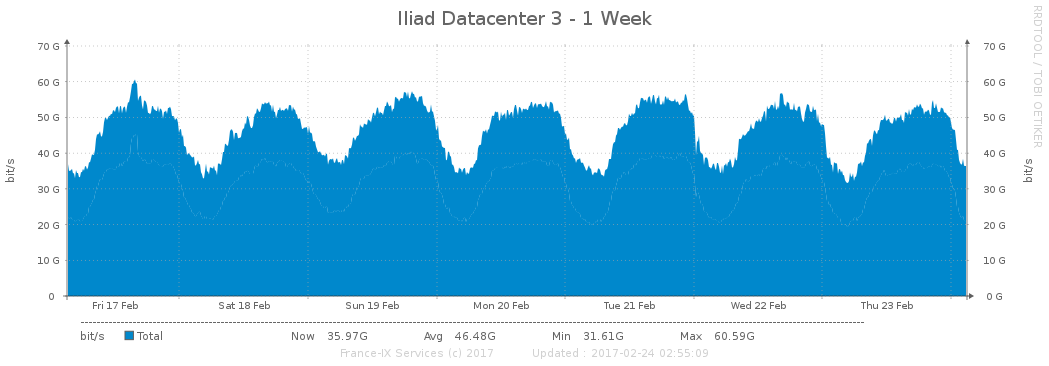 Iliad Datacenter 3 - 1 Week
RRDTOOL / TOBI OETIKER
70 G 70 G
60 G 60 G
50 G 50 G
40 G 40 G
30 G 30 G
20 G 20 G
10 G 10 G
0 0 G
bit/s
bit/s
Fri 17 Feb Sat 18 Feb Sun 19 Feb Mon 20 Feb Tue 21 Feb Wed 22 Feb Thu 23 Feb
bit/s Total Now 35.97G Avg 46.48G Min 31.61G Max 60.59G
France-IX Services (c) 2017 Updated : 2017-02-24 02:55:09